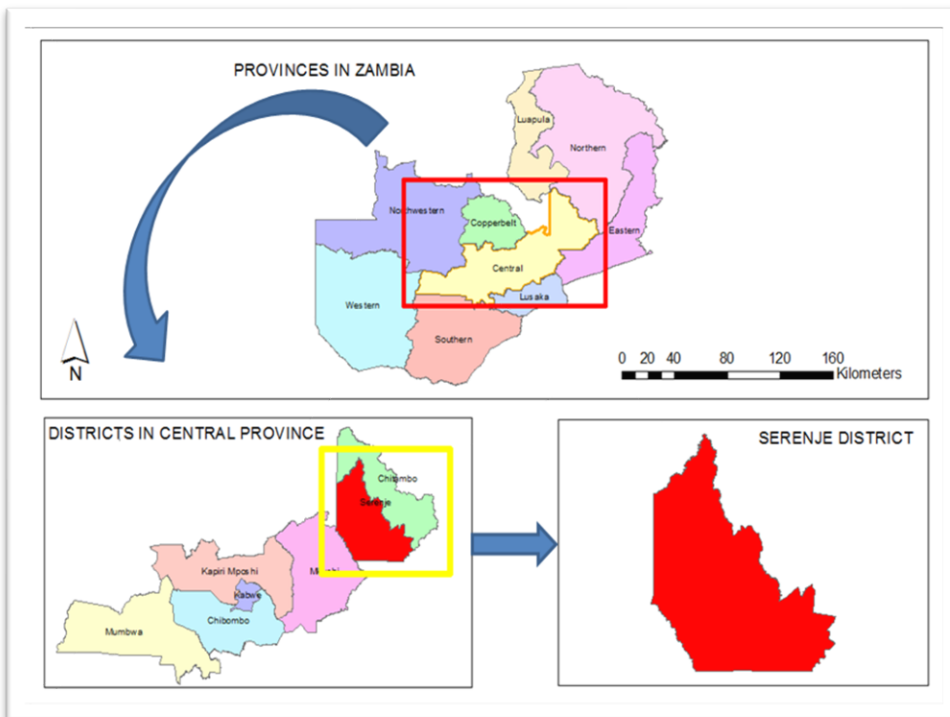 PROVINCES IN ZAMBIA
Luapula
Northern
Northwestern
Copperbelt
Eastern
Central
Western
Lusaka
Southern
N
0 20 40 80 120 160
Kilometers
DISTRICTS IN CENTRAL PROVINCE
Serenje
Kapiri Mposhi
Kabwe
Chibombo
Mumbwa
SERENJE DISTRICT